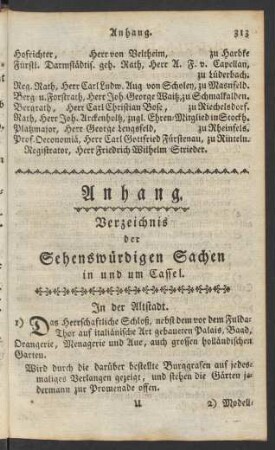 Anhang. 313
Hofrichter, Herr von Veltheim, zu Harbke
Fürstl. Darmstädtis. geh. Rath, Herr A. F. v. Capellan,
zu Lüderbach.
Reg. Rath, Herr Carl Ludw. Aug. von Scholey, zu Mansfeld.
Berg- u. Forstrath, Herr Joh. George Waitz, zu Schmalkalden.
Bergrath, Herr Carl Christian Bose, zu Riechelsdorf.
Rath, Herr Joh. Arckenholtz, zugl. Ehren-Mitglied in Stockh.
Platzmajor, Herr George Lengsfeld, zu Rheinfels.
Prof. Oeconomiä, Herr Carl Gottfried Fürstenau, zu Rinteln.
Registrator, Herr Friedrich Wilhelm Strieder.
Anhang.
Verzeichnis
der
Sehenswürdigen Sachen
in und um Cassel.
In der Altstadt.
1) Das Herrschaftliche Schloß, nebst dem vor dem Fulda-
Thor auf italiänische Art gebaueten Palais, Baad,
Orangerie, Menagerie und Aue, auch grossen holländischen
Garten.
Wird durch die darüber bestellte Burggrafen auf jedes-
maliges Verlangen gezeigt, und stehen die Gärten je-
dermann zur Promenade offen.
U 2) Modell-